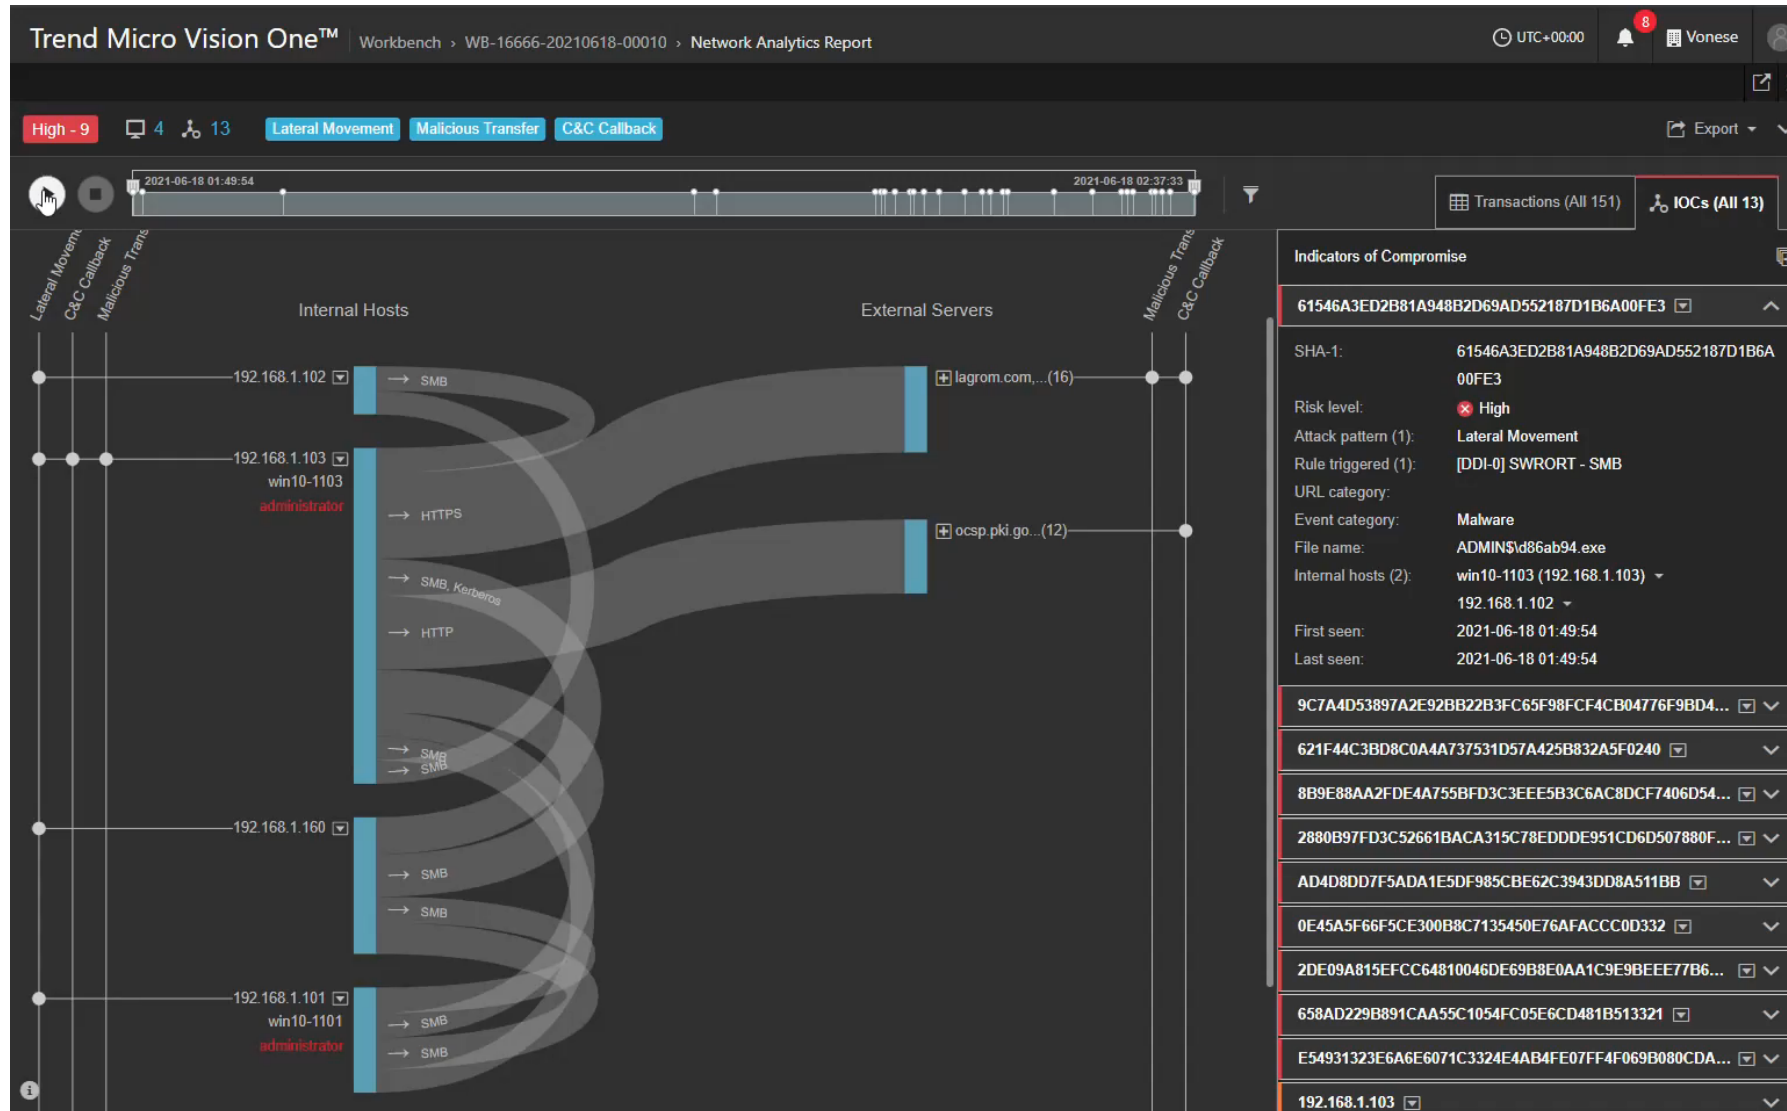 Trend Micro Vision One™ Workbench › WB-16666-20210618-00010 › Network Analytics Report
UTC+00:00
8
Vonese
High - 9
4
13
Lateral Movement
Malicious Transfer
C&C Callback
Export
2021-06-18 01:49:54
2021-06-18 02:37:33
Transactions (All 151)
IOCs (All 13)
Lateral Moveme
C&C Callback
Malicious Trans
Internal Hosts
External Servers
Malicious Trans
C&C Callback
192.168.1.102
→ SMB
192.168.1.103
win10-1103
administrator
→ HTTPS
→ SMB, Kerberos
→ HTTP
→ SMB
→ SMB
192.168.1.160
→ SMB
→ SMB
192.168.1.101
win10-1101
administrator
→ SMB
→ SMB
lagrom.com,...(16)
ocsp.pki.go...(12)
Indicators of Compromise
61546A3ED2B81A948B2D69AD552187D1B6A00FE3
SHA-1: 61546A3ED2B81A948B2D69AD552187D1B6A
00FE3
Risk level: High
Attack pattern (1): Lateral Movement
Rule triggered (1): [DDI-0] SWRORT - SMB
URL category:
Event category: Malware
File name: ADMIN$\d86ab94.exe
Internal hosts (2): win10-1103 (192.168.1.103)
192.168.1.102
First seen: 2021-06-18 01:49:54
Last seen: 2021-06-18 01:49:54
9C7A4D53897A2E92BB22B3FC65F98FCF4CB04776F9BD4...
621F44C3BD8C0A4A737531D57A425B832A5F0240
8B9E88AA2FDE4A755BFD3C3EEE5B3C6AC8DCF7406D54...
2880B97FD3C52661BACA315C78EDDDE951CD6D507880F...
AD4D8DD7F5ADA1E5DF985CBE62C3943DD8A511BB
0E45A5F66F5CE300B8C7135450E76AFACCC0D332
2DE09A815EFCC64810046DE69B8E0AA1C9E9BEEE77B6...
658AD229B891CAA55C1054FC05E6CD481B513321
E54931323E6A6E6071C3324E4AB4FE07FF4F069B080CDA...
192.168.1.103